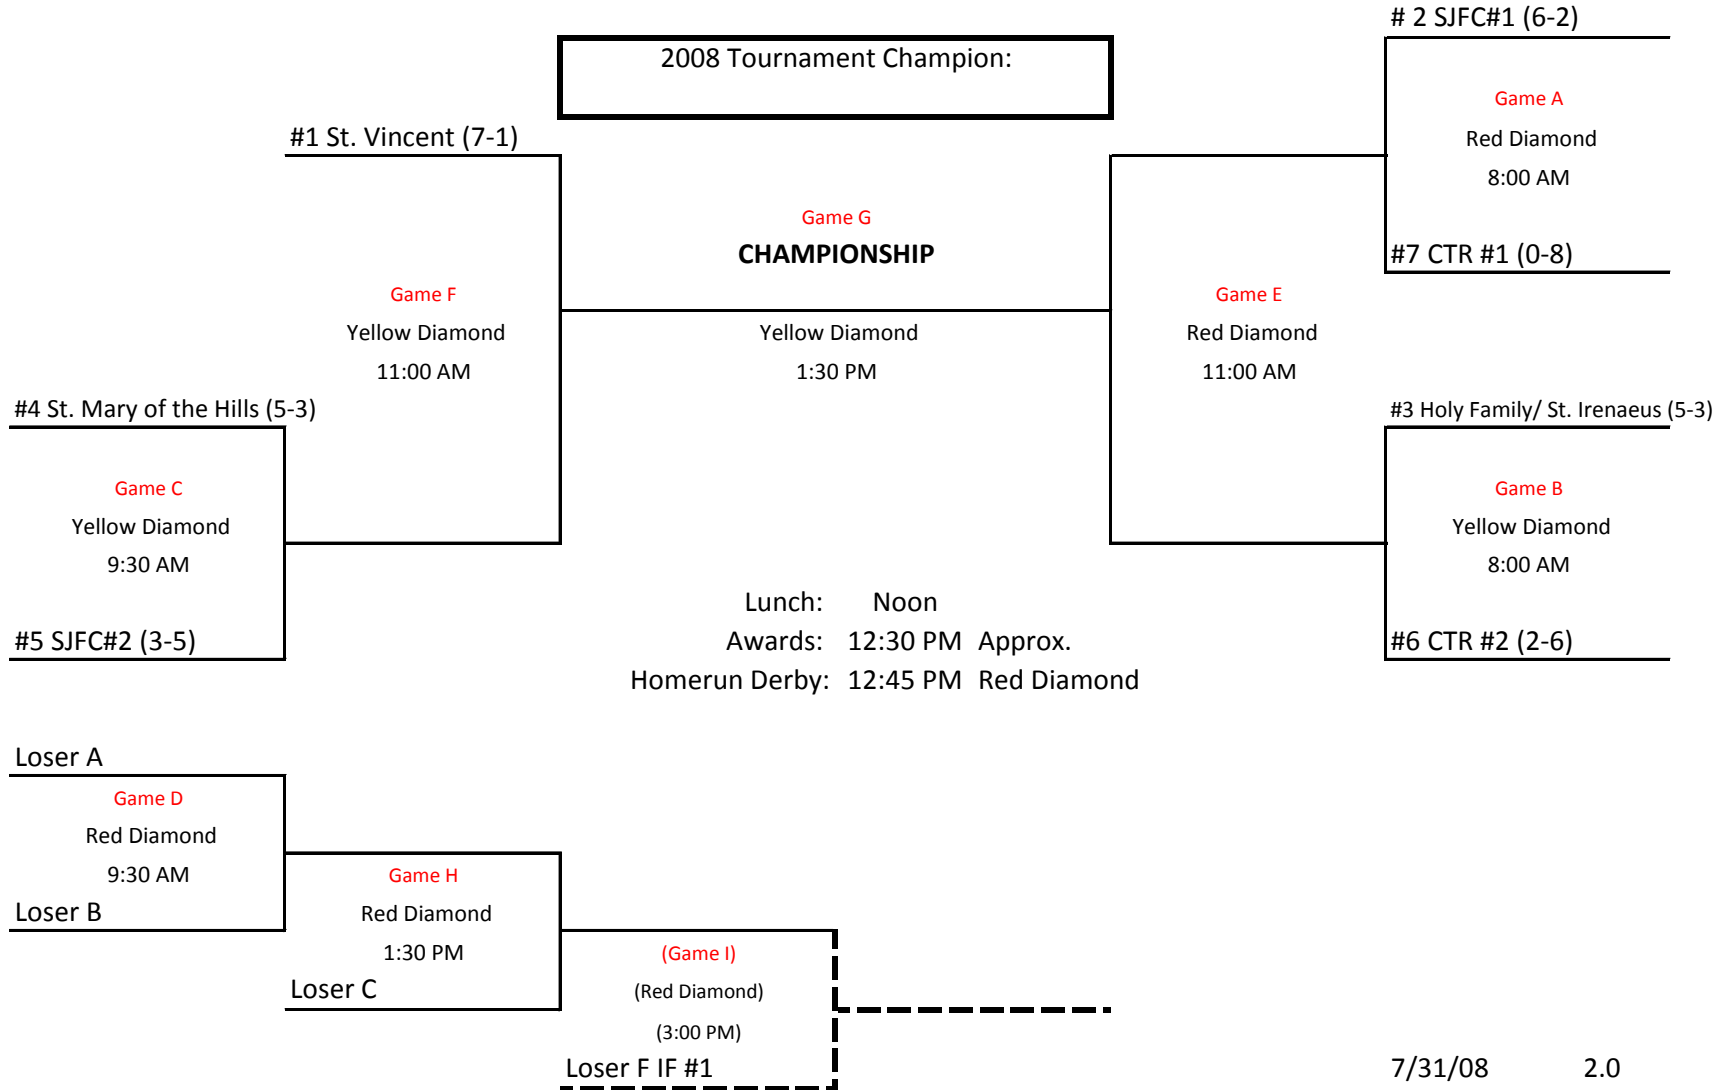 # 2 SJFC#1 (6-2)
2008 Tournament Champion:
Game A
#1 St. Vincent (7-1)
Red Diamond
8:00 AM
Game G
CHAMPIONSHIP
#7 CTR #1 (0-8)
Game F
Game E
Yellow Diamond
Yellow Diamond
Red Diamond
11:00 AM
1:30 PM
11:00 AM
#4 St. Mary of the Hills (5-3)
#3 Holy Family/ St. Irenaeus (5-3)
Game C
Game B
Yellow Diamond
Yellow Diamond
9:30 AM
8:00 AM
Lunch: Noon
#5 SJFC#2 (3-5)
Awards: 12:30 PM Approx.
#6 CTR #2 (2-6)
Homerun Derby: 12:45 PM Red Diamond
Loser A
Game D
Red Diamond
9:30 AM
Game H
Loser B
Red Diamond
1:30 PM
(Game I)
Loser C
(Red Diamond)
(3:00 PM)
Loser F IF #1
7/31/08 2.0